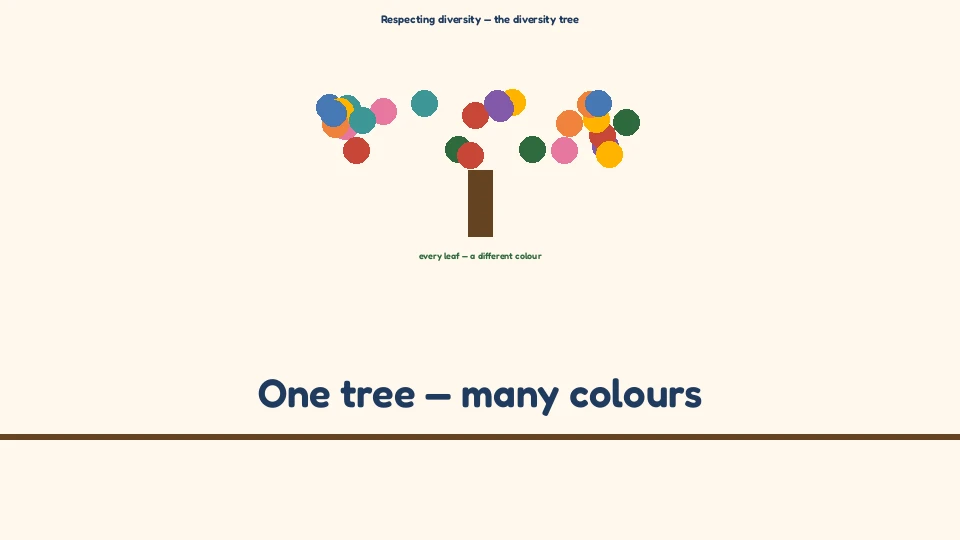 Respecting diversity — the diversity tree
every leaf — a different colour
One tree — many colours